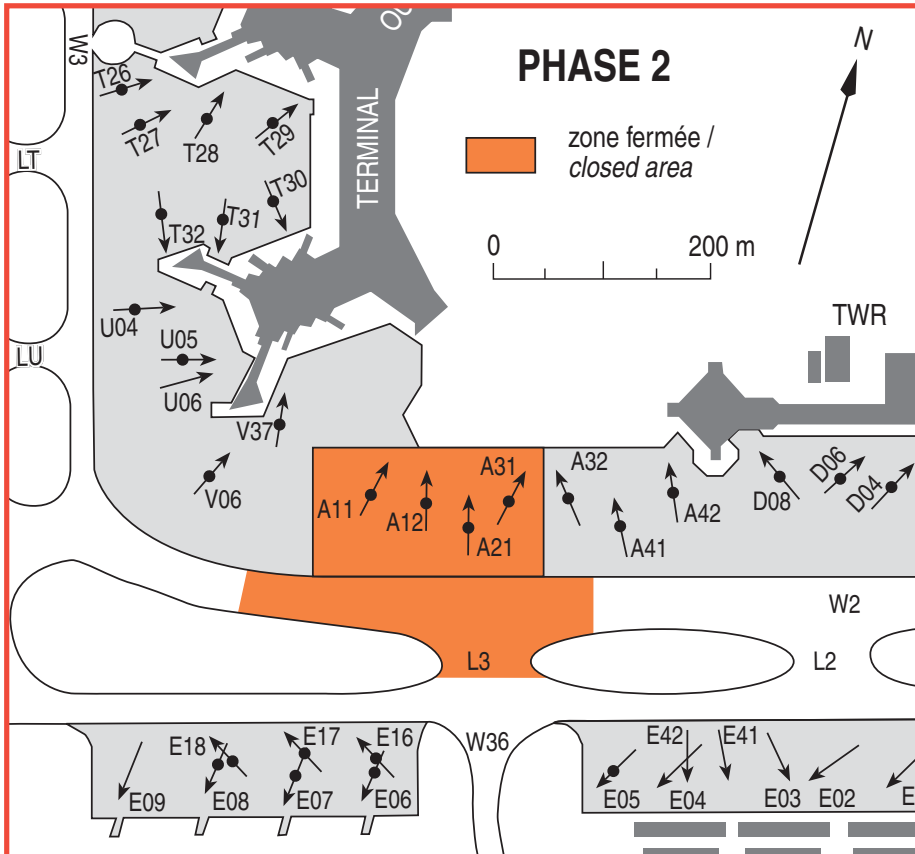 PHASE 2
N
zone fermée /
closed area
0
200 m
TERMINAL
W3
T26
T27
T28
T29
T30
T31
T32
LT
U04
U05
U06
LU
V37
V06
TWR
A11
A12
A21
A31
A32
A41
A42
D08
D06
D04
W2
L3
L2
W36
E18
E17
E16
E09
E08
E07
E06
E42
E41
E05
E04
E03
E02